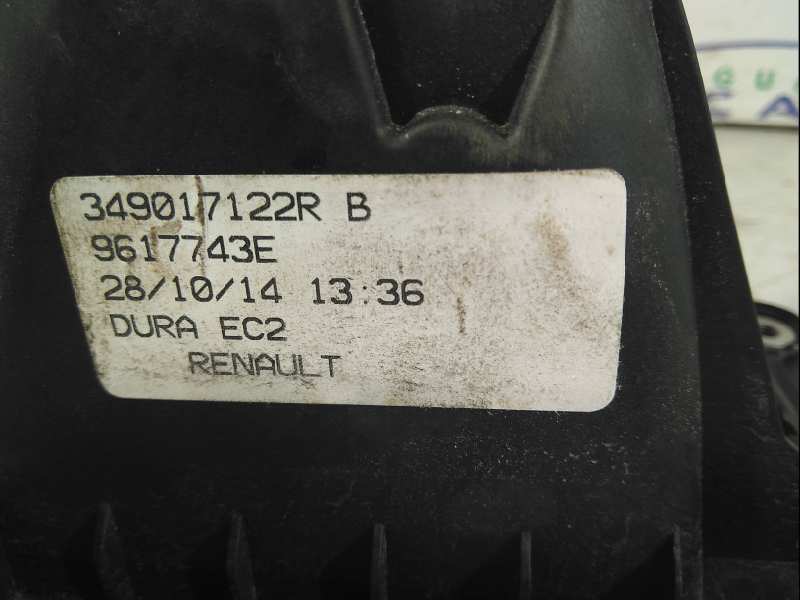 349017122R B
9617743E
28/10/14 13:36
DURA EC2
RENAULT